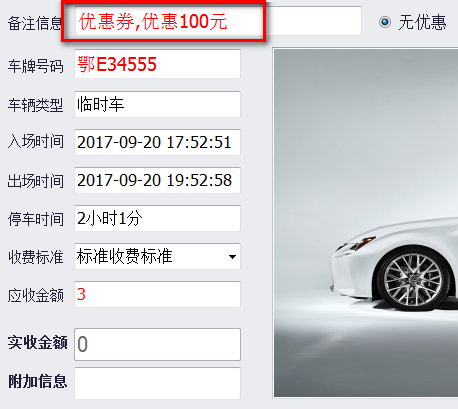 备注信息 优惠券,优惠100元 无优惠
车牌号码 鄂E34555
车辆类型 临时车
入场时间 2017-09-20 17:52:51
出场时间 2017-09-20 19:52:58
停车时间 2小时1分
收费标准 标准收费标准
应收金额 3
实收金额 0
附加信息